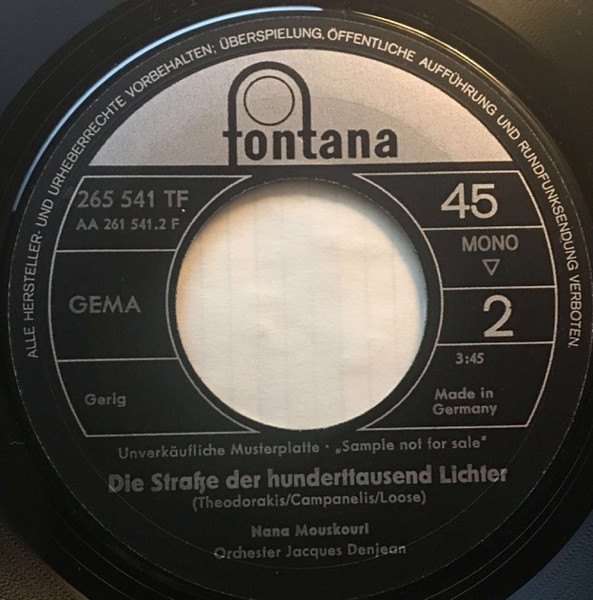 ALLE HERSTELLER- UND URHEBERRECHTE VORBEHALTEN; ÜBERSPIELUNG, ÖFFENTLICHE AUFFÜHRUNG UND RUNDFUNKSENDUNG VERBOTEN.
fontana
265 541 TF
AA 261 541.2 F
45
MONO
GEMA
2
3:45
Gerig
Made in
Germany
Unverkäufliche Musterplatte · „Sample not for sale"
Die Straße der hunderttausend Lichter
(Theodorakis/Campanelis/Loose)
Nana Mouskouri
Orchester Jacques Denjean